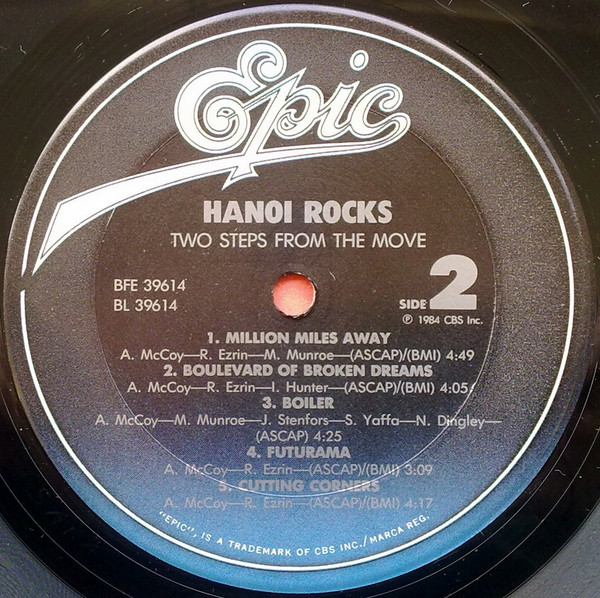 Epic
HANOI ROCKS
TWO STEPS FROM THE MOVE
BFE 39614
BL 39614
SIDE 2
℗ 1984 CBS Inc.
1. MILLION MILES AWAY
A. McCoy—R. Ezrin—M. Munroe—(ASCAP)/(BMI) 4:49
2. BOULEVARD OF BROKEN DREAMS
A. McCoy—R. Ezrin—I. Hunter—(ASCAP)/(BMI) 4:05
3. BOILER
A. McCoy—M. Munroe—J. Stenfors—S. Yaffa—N. Dingley—
(ASCAP) 4:25
4. FUTURAMA
A. McCoy—R. Ezrin—(ASCAP)/(BMI) 3:09
5. CUTTING CORNERS
A. McCoy—R. Ezrin—(ASCAP)/(BMI) 4:17
"EPIC", IS A TRADEMARK OF CBS INC./MARCA REG.